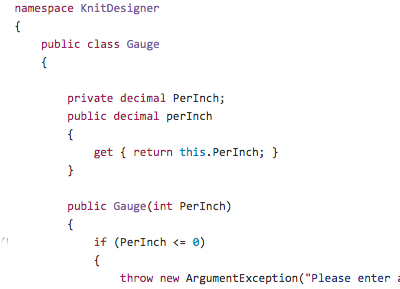 namespace KnitDesigner
{
public class Gauge
{
private decimal PerInch;
public decimal perInch
{
get { return this.PerInch; }
}
public Gauge(int PerInch)
{
if (PerInch <= 0)
{
throw new ArgumentException("Please enter a